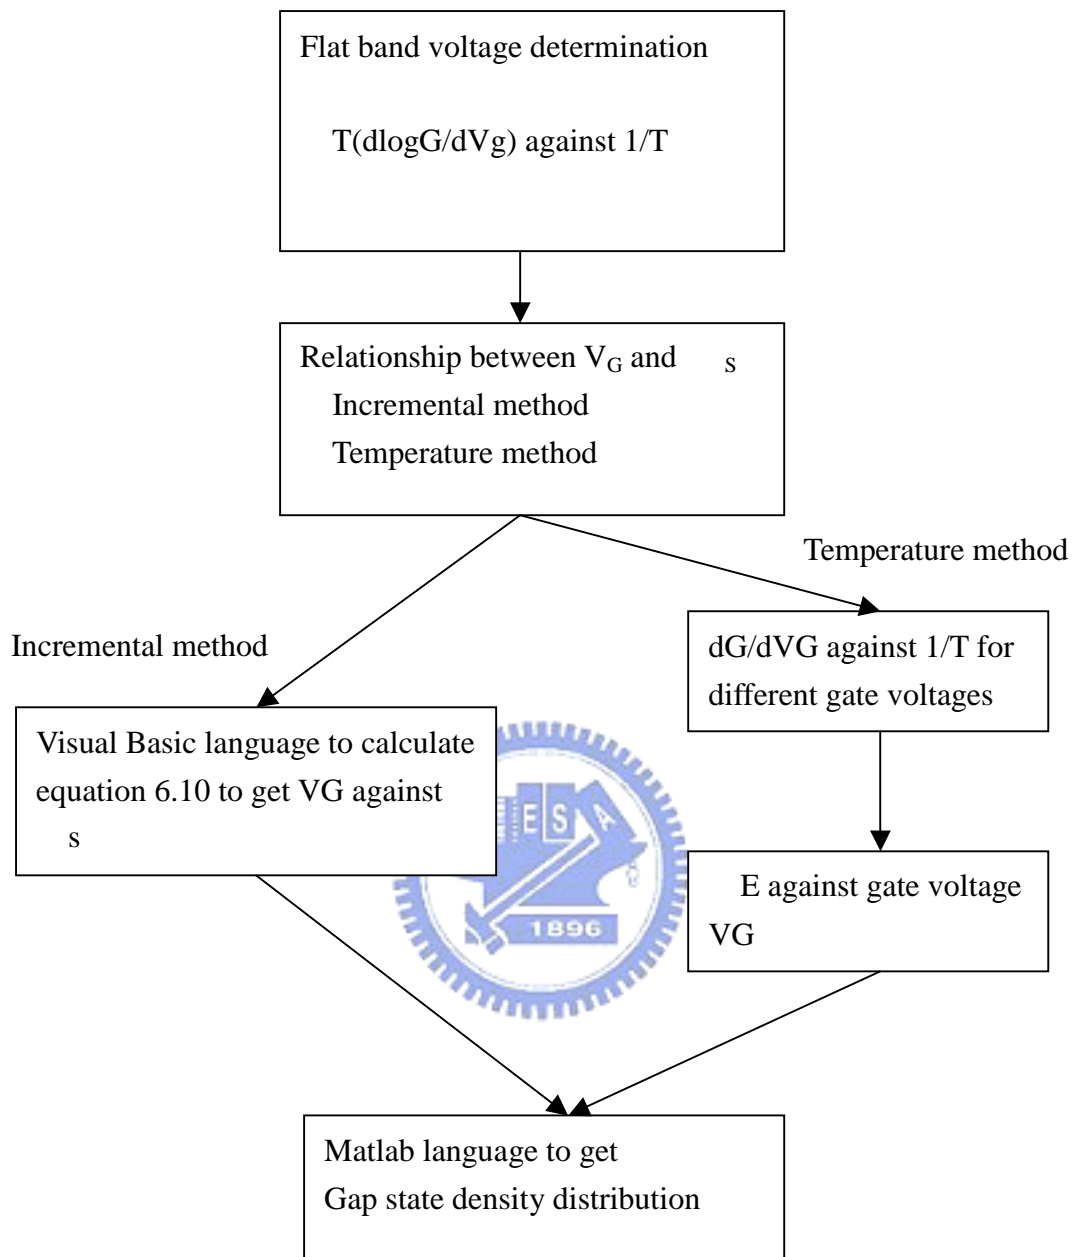 Flat band voltage determination
T(dlogG/dVg) against 1/T
Relationship between V_G and s
Incremental method
Temperature method
Temperature method
Incremental method
dG/dVG against 1/T for
different gate voltages
Visual Basic language to calculate
equation 6.10 to get VG against
s
E against gate voltage
VG
E S A
1896
Matlab language to get
Gap state density distribution